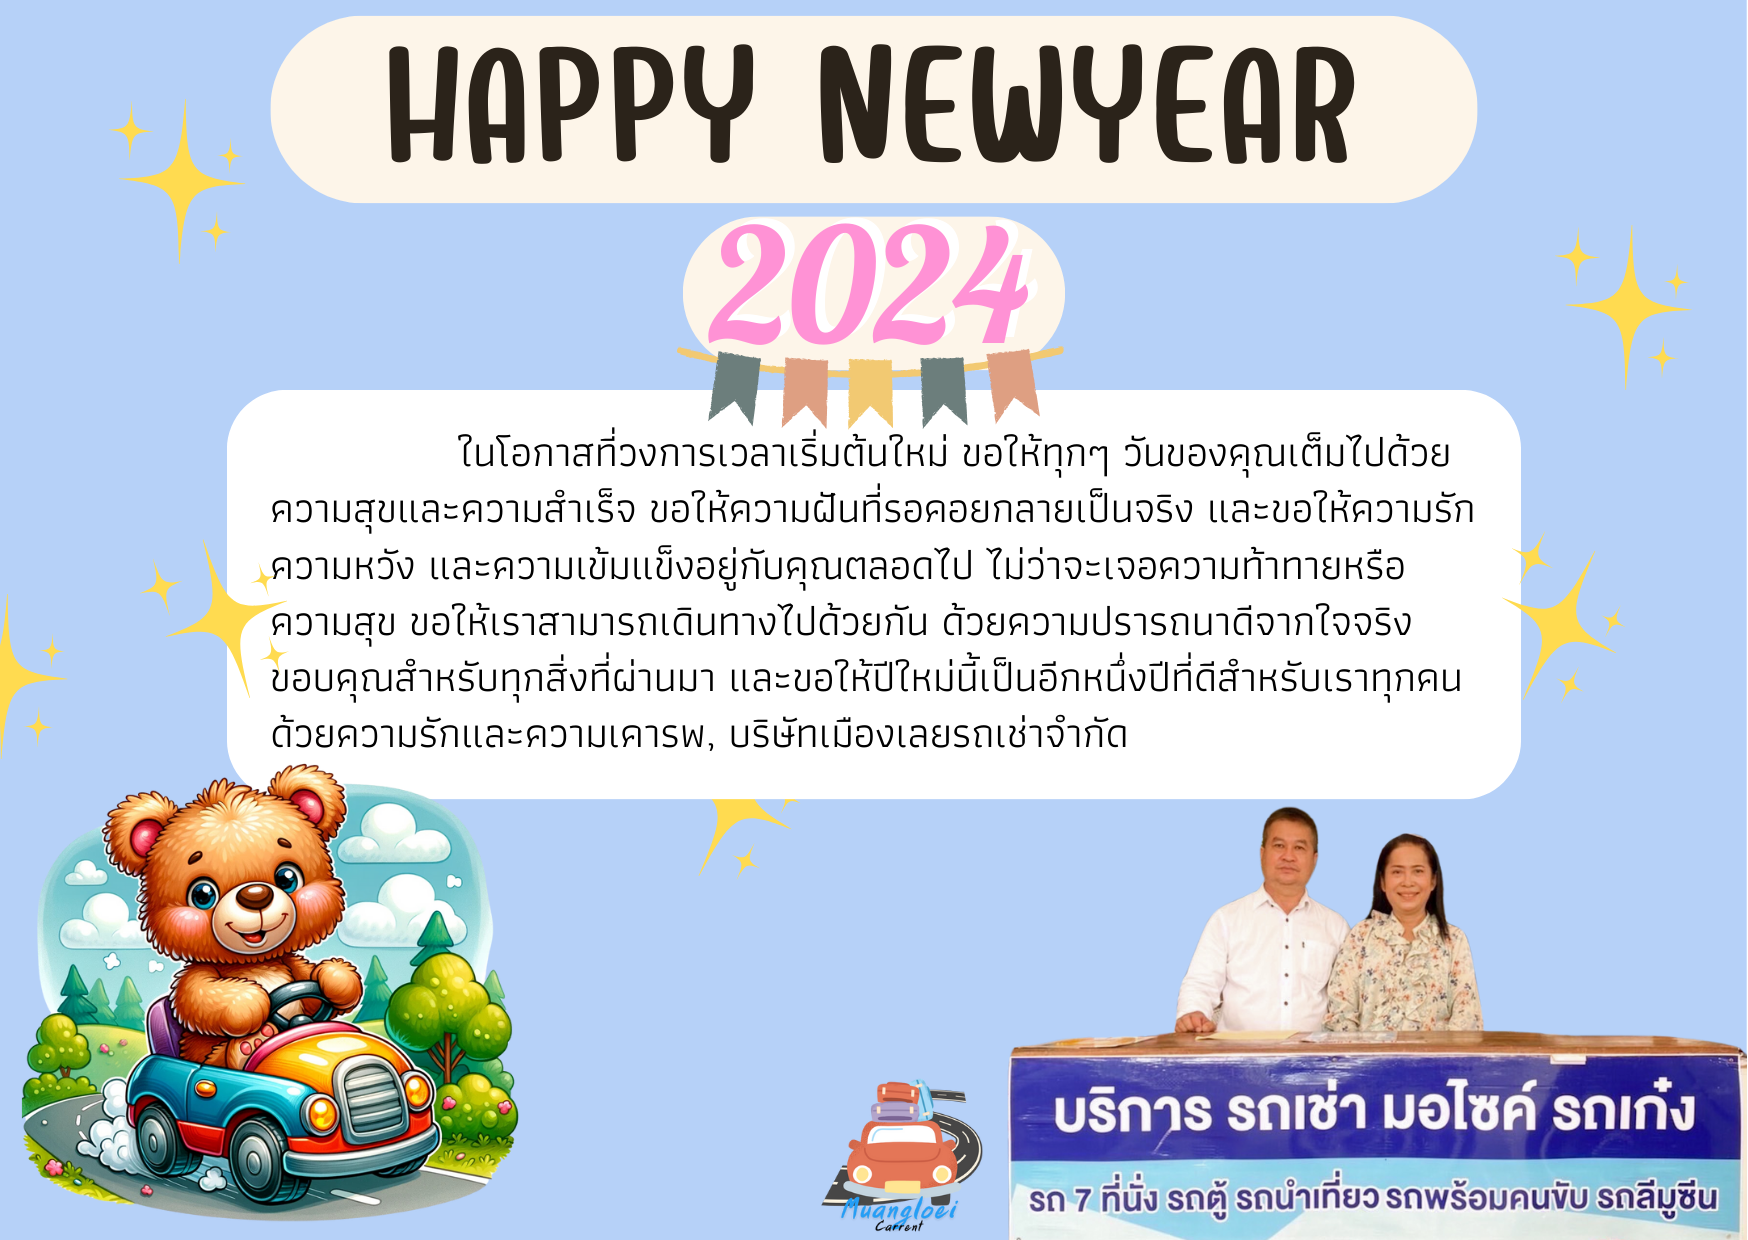 HAPPY NEWYEAR
2024
ในโอกาสที่วงการเวลาเริ่มต้นใหม่ ขอให้ทุกๆ วันของคุณเต็มไปด้วย
ความสุขและความสำเร็จ ขอให้ความฝันที่รอคอยกลายเป็นจริง และขอให้ความรัก
ความหวัง และความเข้มแข็งอยู่กับคุณตลอดไป ไม่ว่าจะเจอความท้าทายหรือ
ความสุข ขอให้เราสามารถเดินทางไปด้วยกัน ด้วยความปรารถนาดีจากใจจริง
ขอบคุณสำหรับทุกสิ่งที่ผ่านมา และขอให้ปีใหม่นี้เป็นอีกหนึ่งปีที่ดีสำหรับเราทุกคน
ด้วยความรักและความเคารพ, บริษัทเมืองเลยรถเช่าจำกัด
บริการ รถเช่า มอไซค์ รถเก๋ง
รถ 7 ที่นั่ง รถตู้ รถนำเที่ยว รถพร้อมคนขับ รถลีมูซีน
Muangloei
Carrent